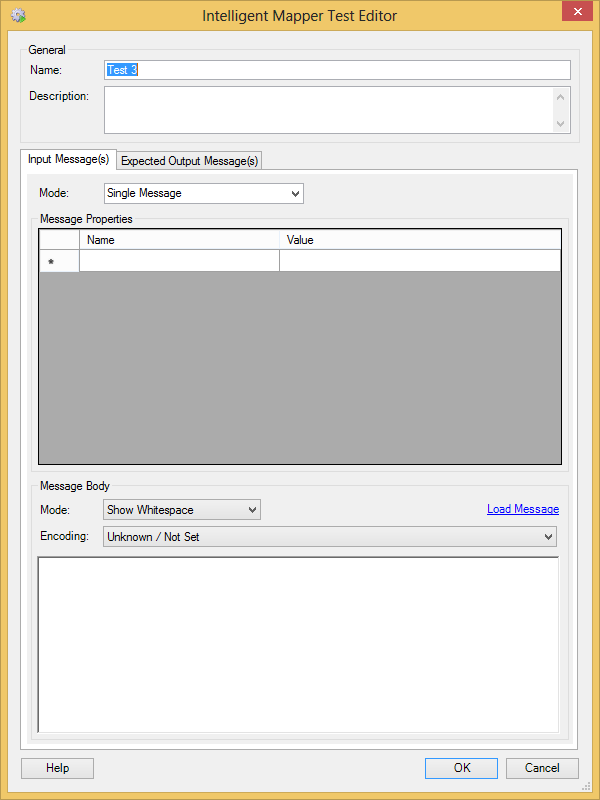 Intelligent Mapper Test Editor
General
Name: Test 3
Description:
Input Message(s) Expected Output Message(s)
Mode: Single Message
Message Properties
Name Value
*
Message Body
Mode: Show Whitespace Load Message
Encoding: Unknown / Not Set
Help OK Cancel